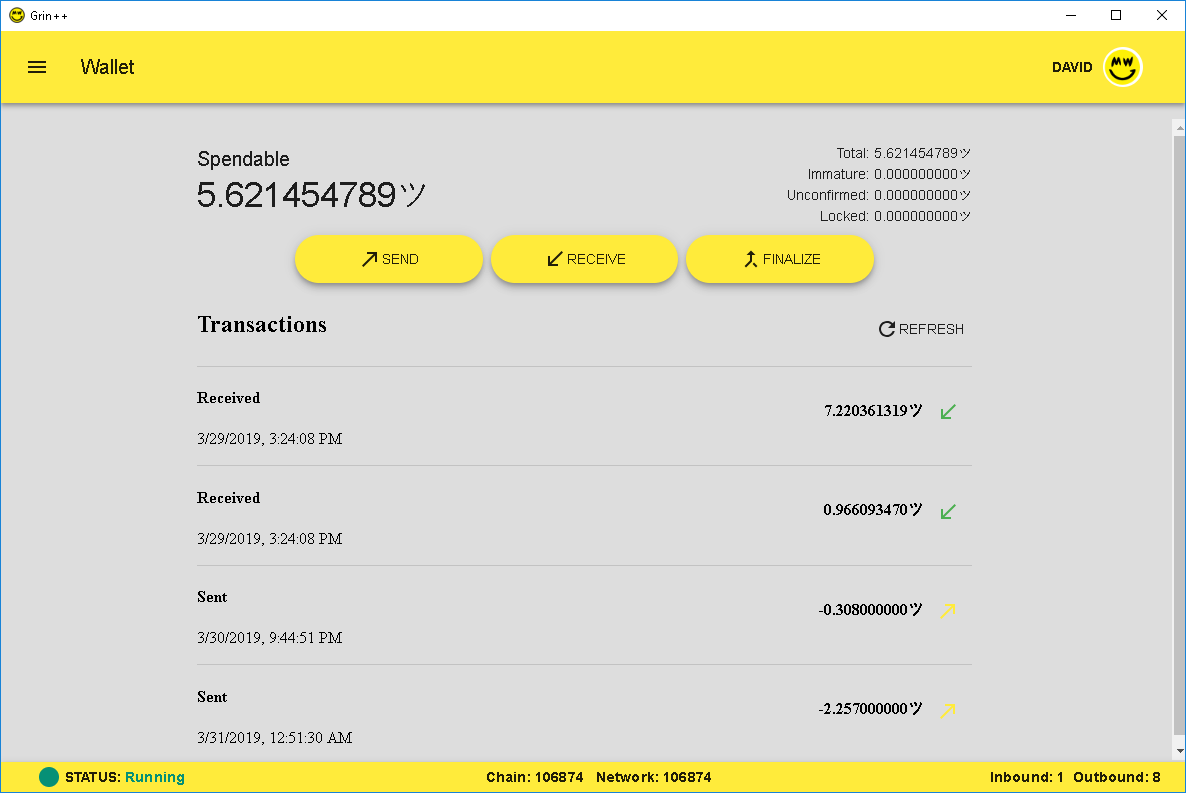 Grin++
Wallet
DAVID
MW
Spendable
5.621454789ツ
Total: 5.621454789ツ
Immature: 0.000000000ツ
Unconfirmed: 0.000000000ツ
Locked: 0.000000000ツ
SEND RECEIVE FINALIZE
Transactions
REFRESH
Received
7.220361319ツ
3/29/2019, 3:24:08 PM
Received
0.966093470ツ
3/29/2019, 3:24:08 PM
Sent
-0.308000000ツ
3/30/2019, 9:44:51 PM
Sent
-2.257000000ツ
3/31/2019, 12:51:30 AM
STATUS: Running Chain: 106874 Network: 106874 Inbound: 1 Outbound: 8